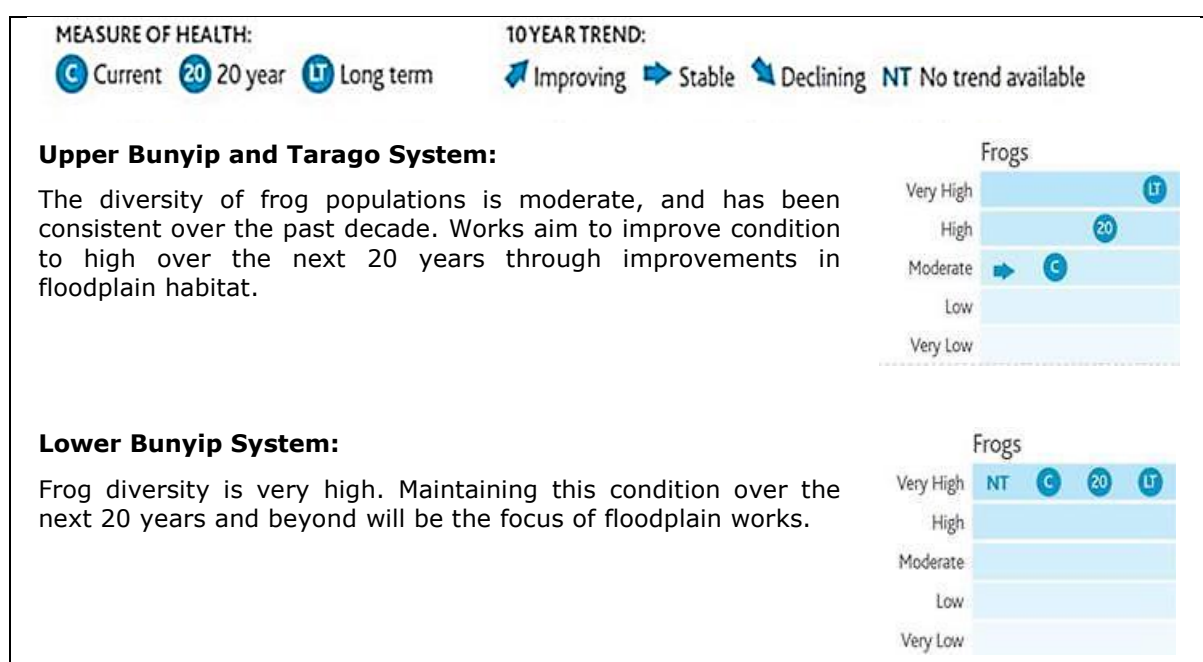 MEASURE OF HEALTH:
C Current 20 20 year LT Long term
10 YEAR TREND:
Improving Stable Declining NT No trend available
Upper Bunyip and Tarago System:
The diversity of frog populations is moderate, and has been
consistent over the past decade. Works aim to improve condition
to high over the next 20 years through improvements in
floodplain habitat.
Frogs
Very High LT
High 20
Moderate C
Low
Very Low
Lower Bunyip System:
Frog diversity is very high. Maintaining this condition over the
next 20 years and beyond will be the focus of floodplain works.
Frogs
Very High NT C 20 LT
High
Moderate
Low
Very Low